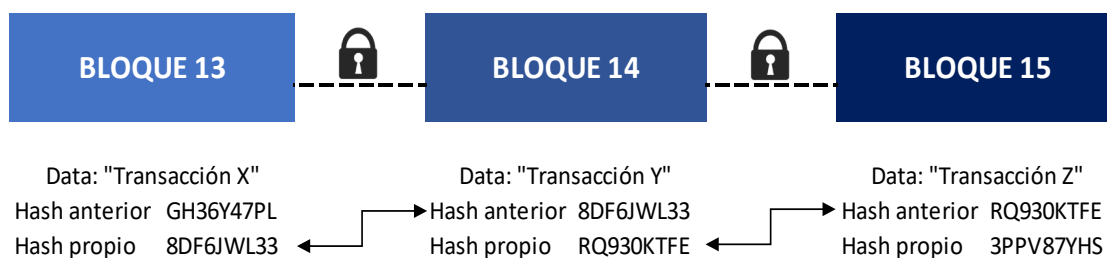 BLOQUE 13
BLOQUE 14
BLOQUE 15
Data: "Transacción X"
Hash anterior GH36Y47PL
Hash propio 8DF6JWL33
Data: "Transacción Y"
Hash anterior 8DF6JWL33
Hash propio RQ930KTFE
Data: "Transacción Z"
Hash anterior RQ930KTFE
Hash propio 3PPV87YHS